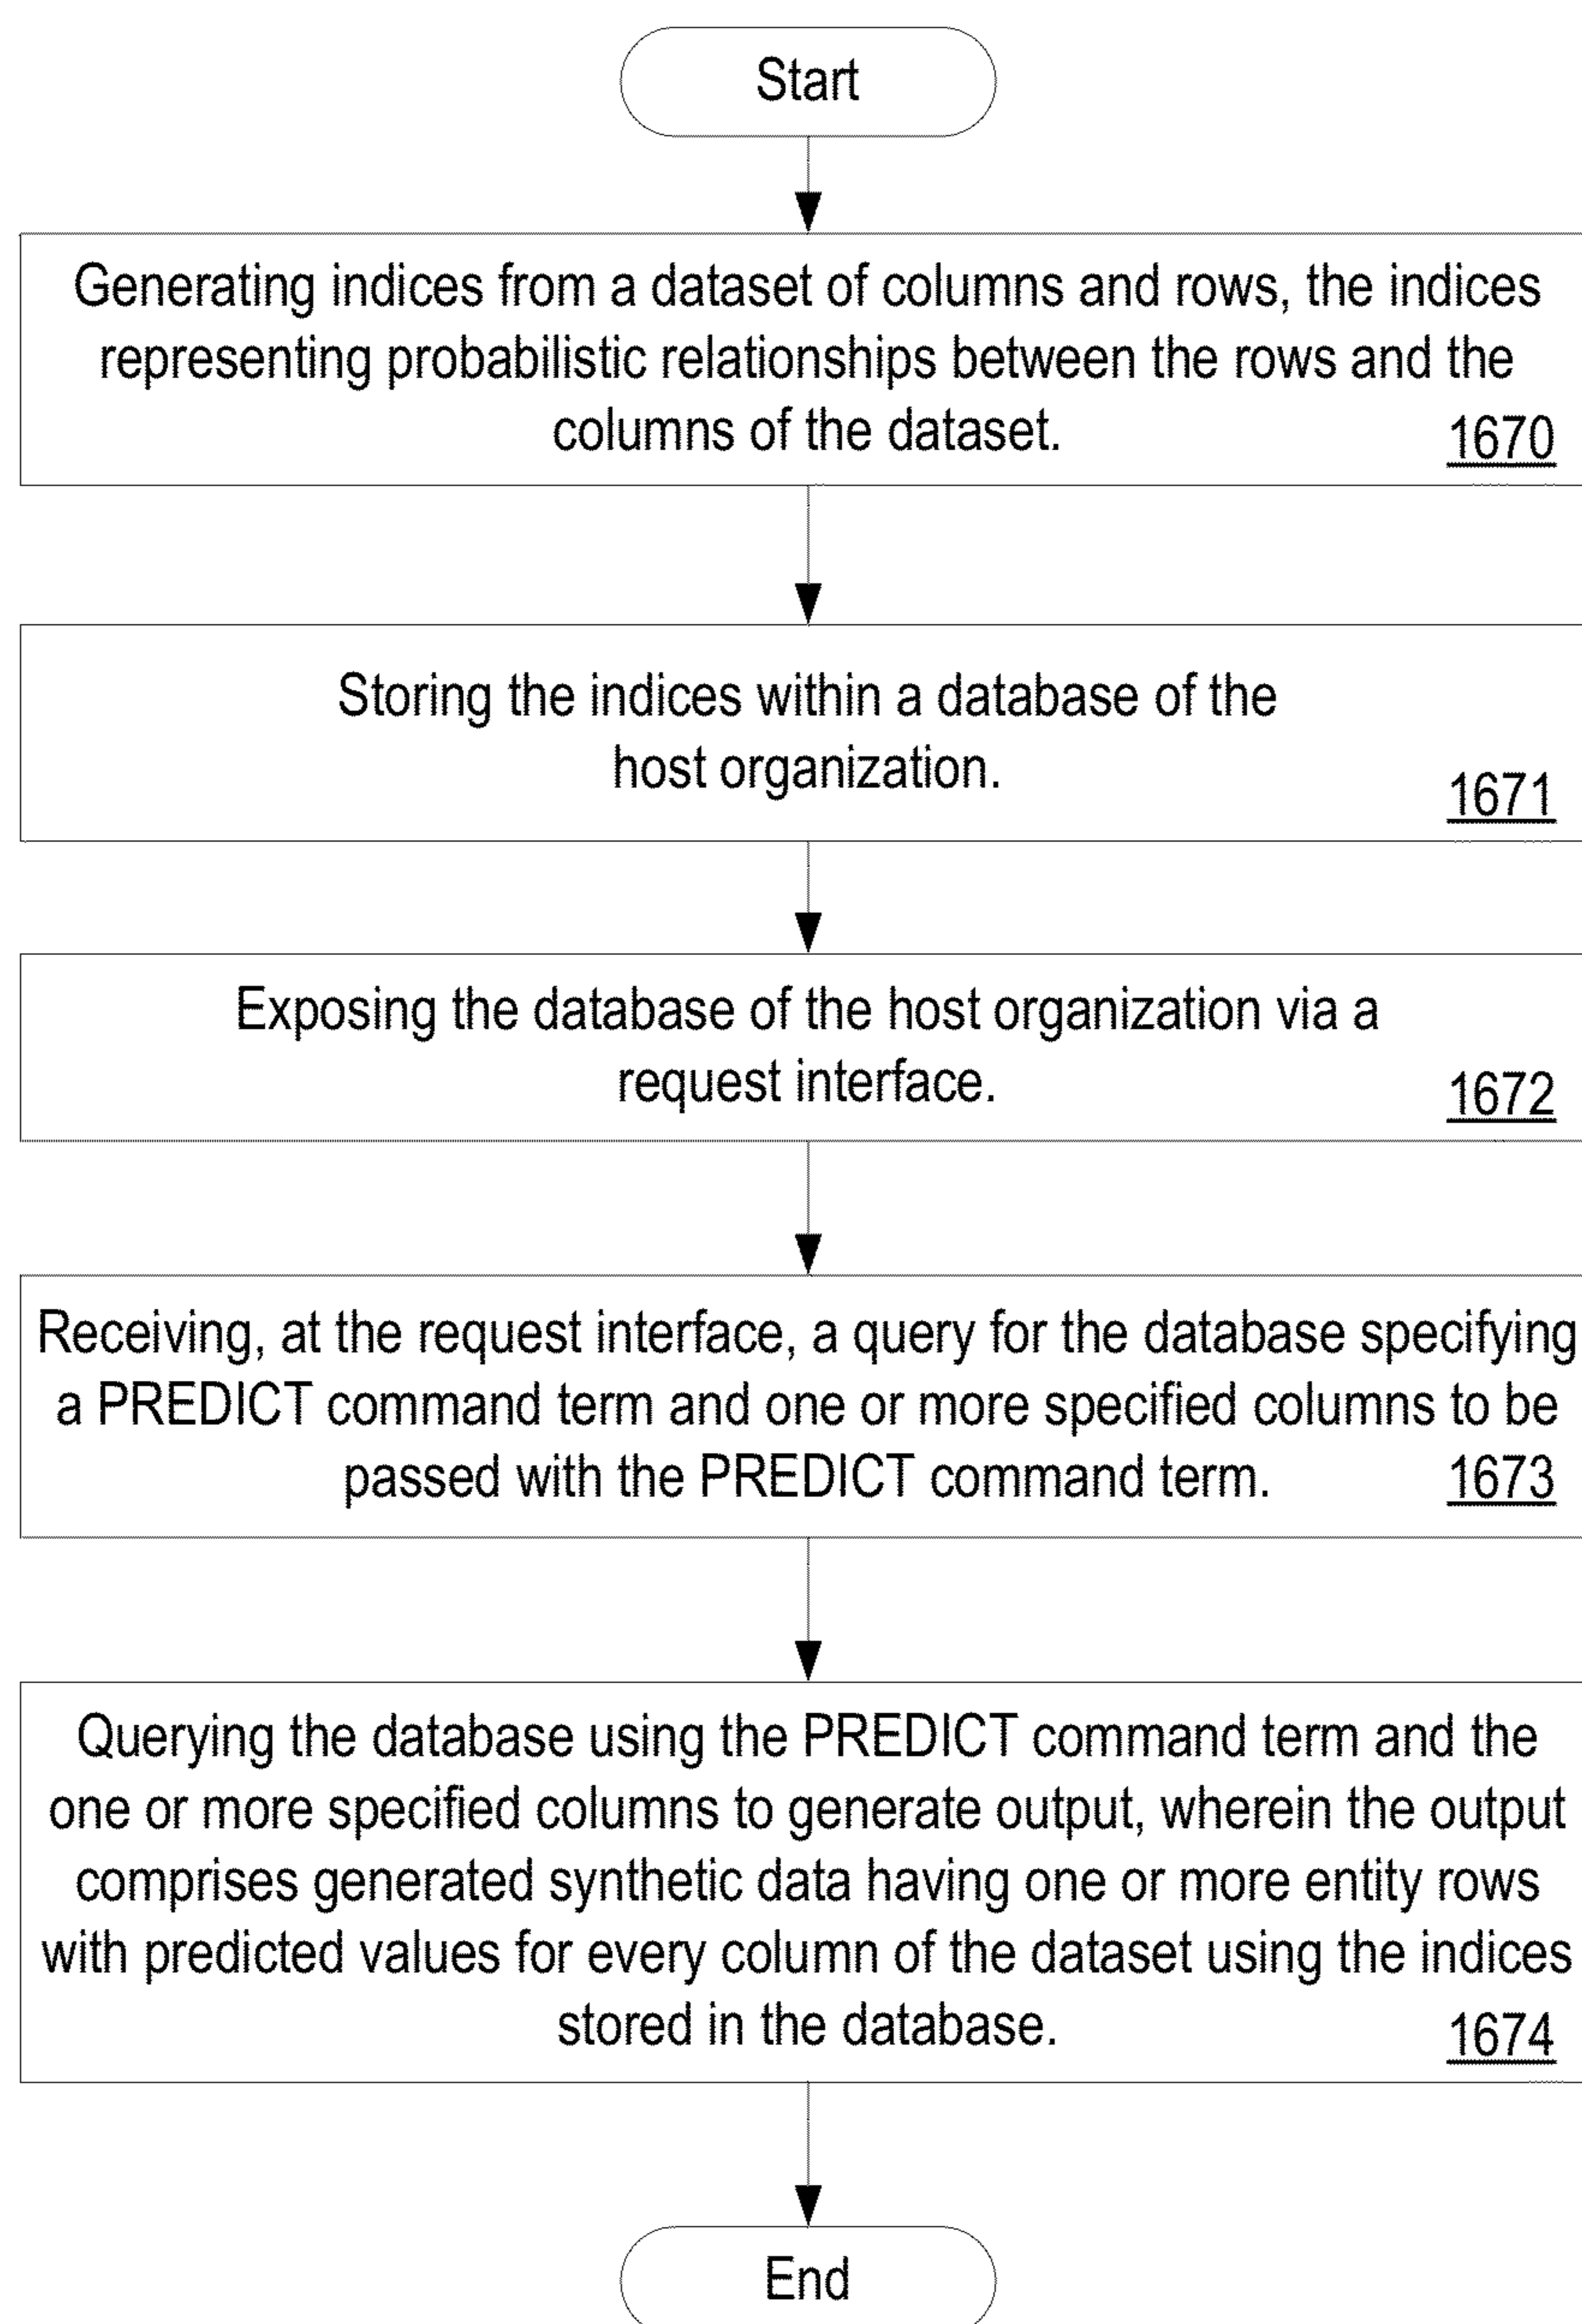 Start
Generating indices from a dataset of columns and rows, the indices
representing probabilistic relationships between the rows and the
columns of the dataset.
1670
Storing the indices within a database of the
host organization.
1671
Exposing the database of the host organization via a
request interface.
1672
Receiving, at the request interface, a query for the database specifying
a PREDICT command term and one or more specified columns to be
passed with the PREDICT command term.
1673
Querying the database using the PREDICT command term and the
one or more specified columns to generate output, wherein the output
comprises generated synthetic data having one or more entity rows
with predicted values for every column of the dataset using the indices
stored in the database.
1674
End